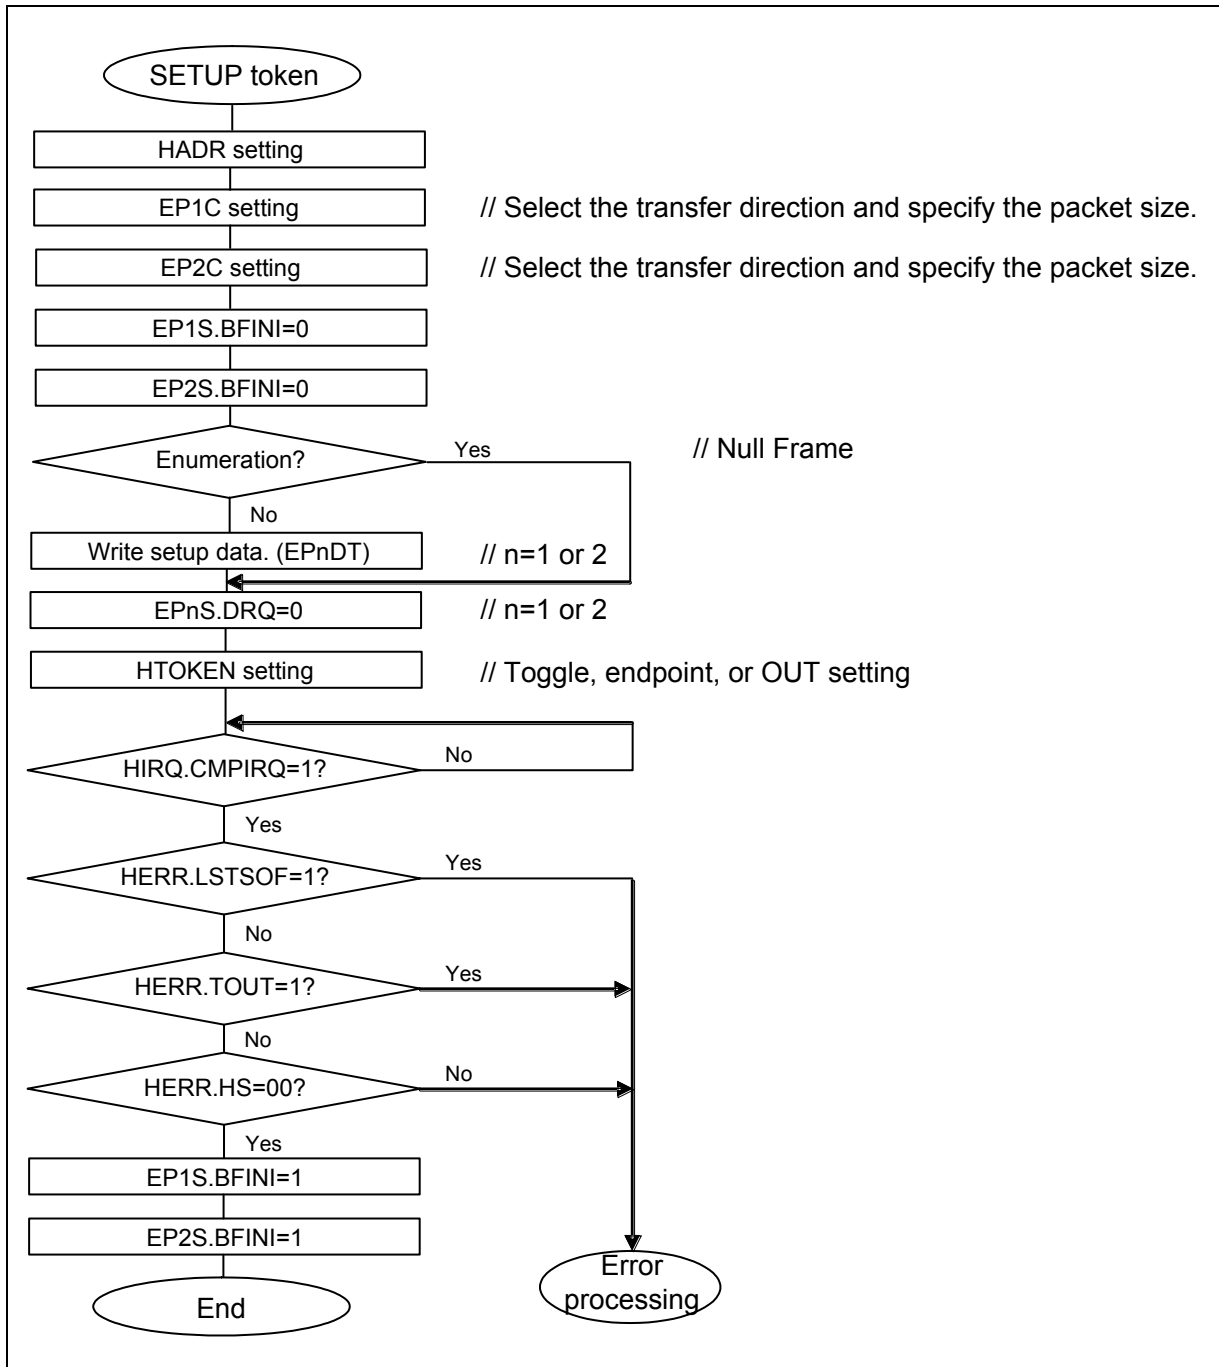 SETUP token
HADR setting
EP1C setting
// Select the transfer direction and specify the packet size.
EP2C setting
// Select the transfer direction and specify the packet size.
EP1S.BFINI=0
EP2S.BFINI=0
Enumeration?
Yes
// Null Frame
No
Write setup data. (EPnDT)
// n=1 or 2
EPnS.DRQ=0
// n=1 or 2
HTOKEN setting
// Toggle, endpoint, or OUT setting
HIRQ.CMPIRQ=1?
No
Yes
HERR.LSTSOF=1?
Yes
No
HERR.TOUT=1?
Yes
No
HERR.HS=00?
No
Yes
EP1S.BFINI=1
EP2S.BFINI=1
End
Error
processing